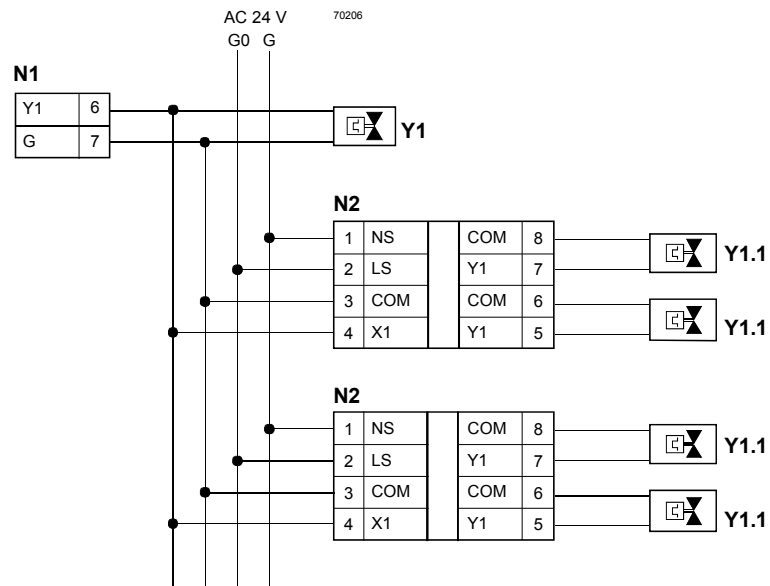 AC 24 V 70206
G0 G
N1
Y1 6
G 7
Y1
N2
1 NS COM 8
2 LS Y1 7
3 COM COM 6
4 X1 Y1 5
Y1.1
Y1.1
N2
1 NS COM 8
2 LS Y1 7
3 COM COM 6
4 X1 Y1 5
Y1.1
Y1.1